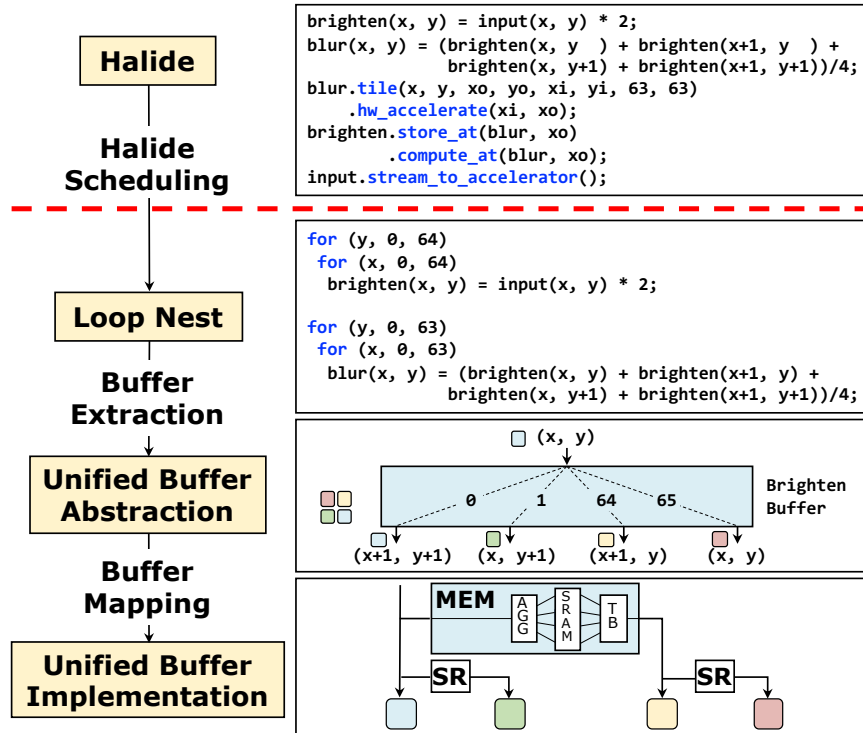 Halide
Halide
Scheduling
Loop Nest
Buffer
Extraction
Unified Buffer
Abstraction
Buffer
Mapping
Unified Buffer
Implementation
brighten(x, y) = input(x, y) * 2;
blur(x, y) = (brighten(x, y  ) + brighten(x+1, y  ) +
brighten(x, y+1) + brighten(x+1, y+1))/4;
blur.tile(x, y, xo, yo, xi, yi, 63, 63)
.hw_accelerate(xi, xo);
brighten.store_at(blur, xo)
.compute_at(blur, xo);
input.stream_to_accelerator();
for (y, 0, 64)
for (x, 0, 64)
brighten(x, y) = input(x, y) * 2;
for (y, 0, 63)
for (x, 0, 63)
blur(x, y) = (brighten(x, y) + brighten(x+1, y) +
brighten(x, y+1) + brighten(x+1, y+1))/4;
(x, y)
0 1 64 65
Brighten
Buffer
(x+1, y+1) (x, y+1) (x+1, y) (x, y)
MEM
AGG
SRAM
TB
SR
SR